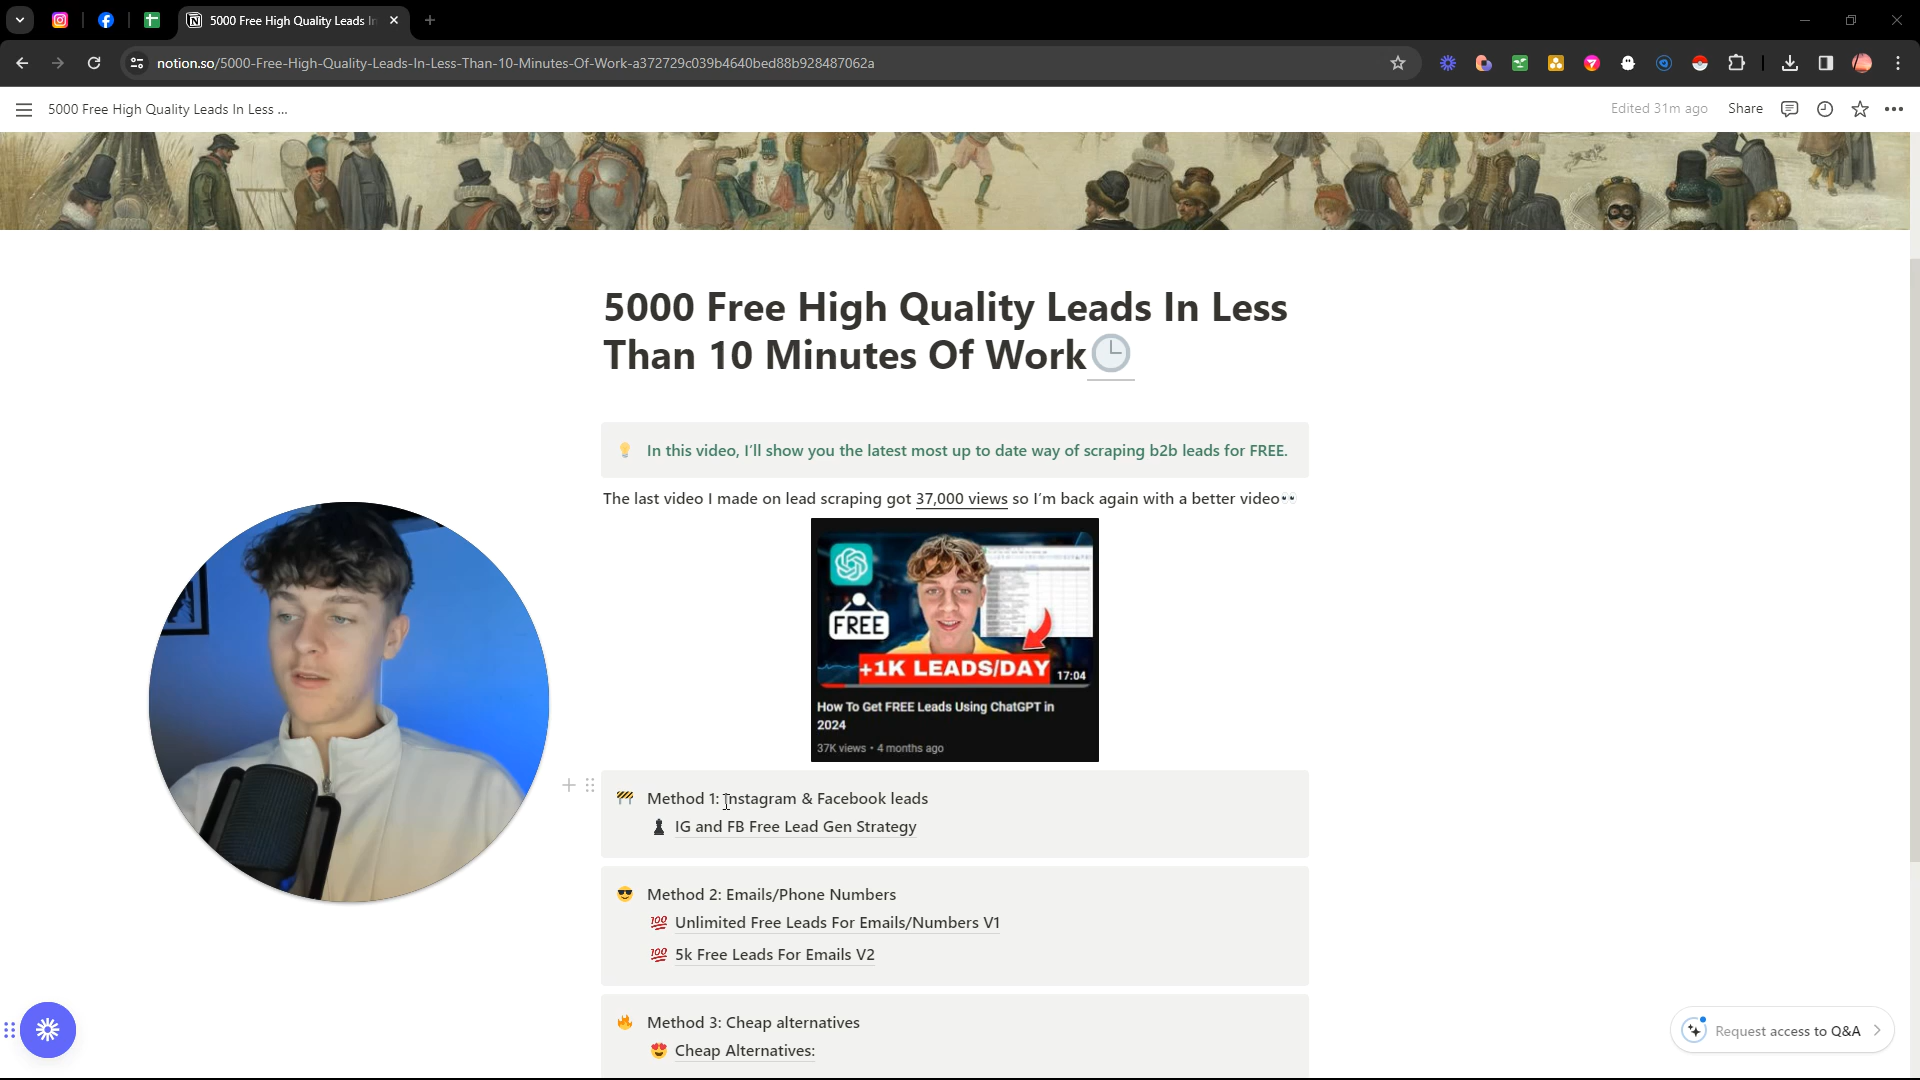 5000 Free High Quality Leads In
notion.so/5000-Free-High-Quality-Leads-In-Less-Than-10-Minutes-Of-Work-a372729c039b4640bed88b928487062a
5000 Free High Quality Leads In Less ...
Edited 31m ago
Share
5000 Free High Quality Leads In Less
Than 10 Minutes Of Work
In this video, I'll show you the latest most up to date way of scraping b2b leads for FREE.
The last video I made on lead scraping got 37,000 views so I'm back again with a better video
FREE
+1K LEADS/DAY
17:04
How To Get FREE Leads Using ChatGPT in
2024
37K views • 4 months ago
Method 1: Instagram & Facebook leads
IG and FB Free Lead Gen Strategy
Method 2: Emails/Phone Numbers
100 Unlimited Free Leads For Emails/Numbers V1
100 5k Free Leads For Emails V2
Method 3: Cheap alternatives
Cheap Alternatives:
Request access to Q&A